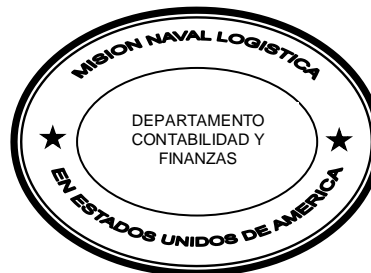 MISION NAVAL LOGISTICA
DEPARTAMENTO
CONTABILIDAD Y
FINANZAS
EN ESTADOS UNIDOS DE AMERICA